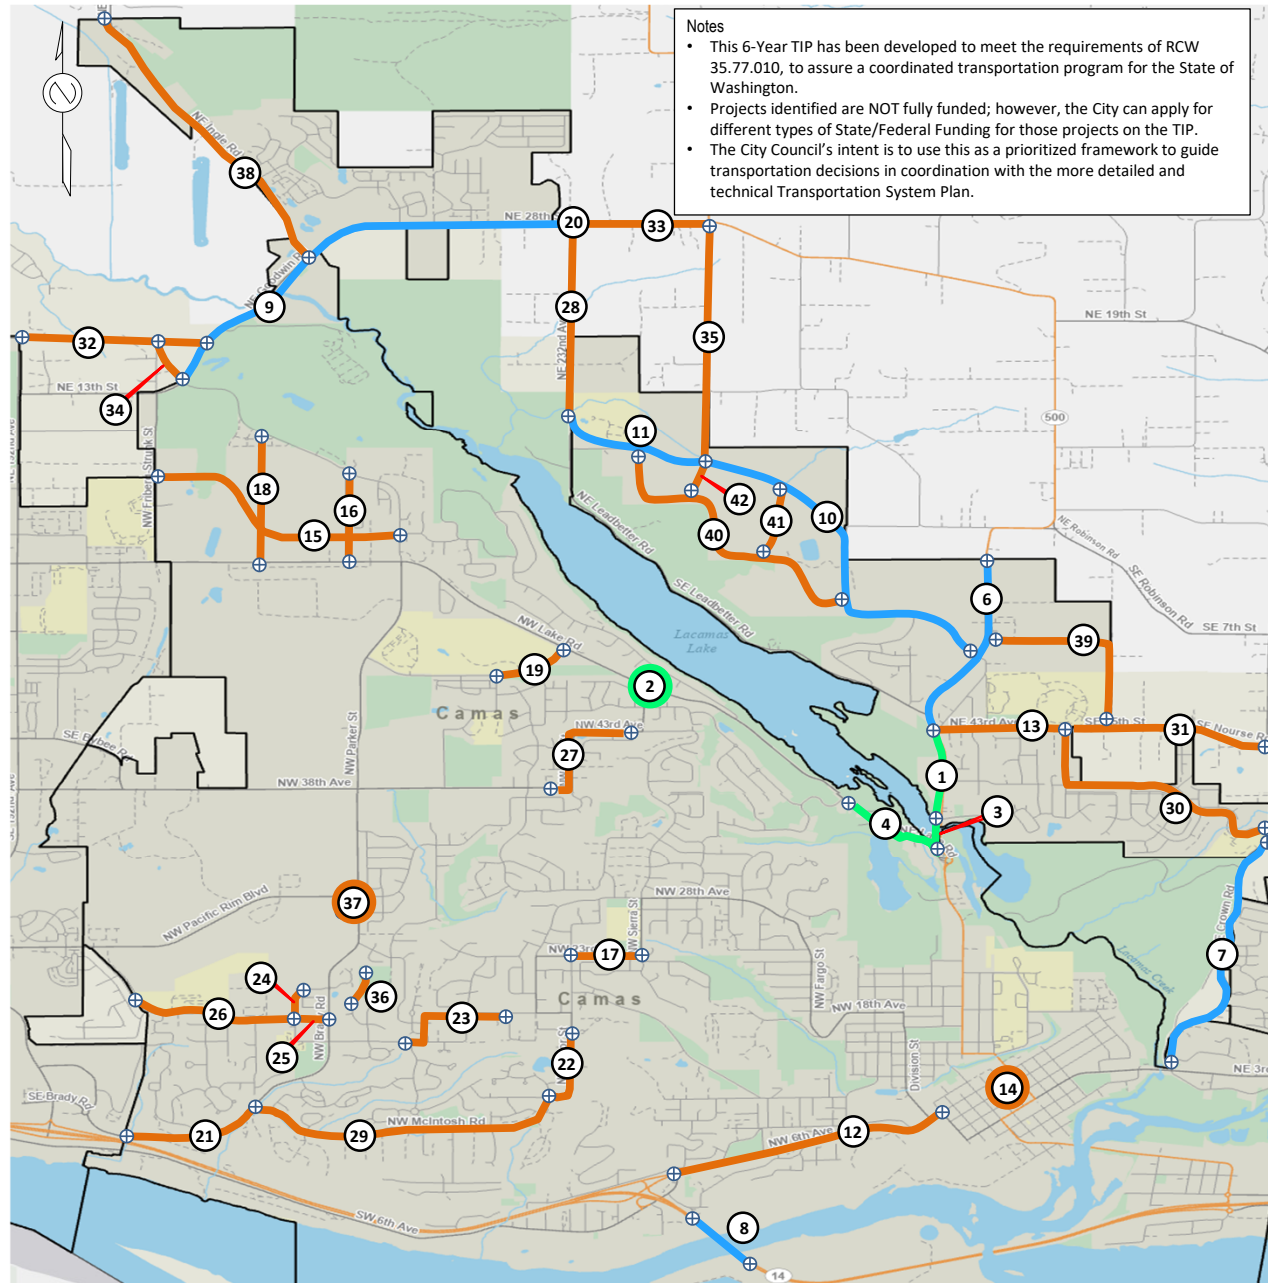 Notes
• This 6-Year TIP has been developed to meet the requirements of RCW
35.77.010, to assure a coordinated transportation program for the State of
Washington.
• Projects identified are NOT fully funded; however, the City can apply for
different types of State/Federal Funding for those projects on the TIP.
• The City Council's intent is to use this as a prioritized framework to guide
transportation decisions in coordination with the more detailed and
technical Transportation System Plan.
NE Ingle Rd
38
NE 28th
20
33
NE Goodwin
9
28
NE 232nd Ave
NE 19th St
32
35
NE 13th St
34
500
11
NW Friberg
18
16
42
15
40
41
10
NE Leadbetter Rd
NE Robinson Rd
SE Robinson Rd
6
SE Leadbetter Rd
SE 7th St
NW Lake Rd
Lacamas
Lake
39
19
2
Camas
NW 43rd Ave
NE 43rd Ave
13
31
SE Nourse
NW Parker St
27
1
NW 38th Ave
3
30
4
NW 28th Ave
37
NW Pacific Rim Blvd
NW Sierra St
Crown Rd
17
NW Fargo St
Lacamas Creek
7
24
36
26
Camas
NW 18th Ave
23
25
22
Division St
NE 3rd
14
SE Brady Rd
NW McIntosh Rd
21
29
12
NW 6th Ave
SW 6th Ave
8
14